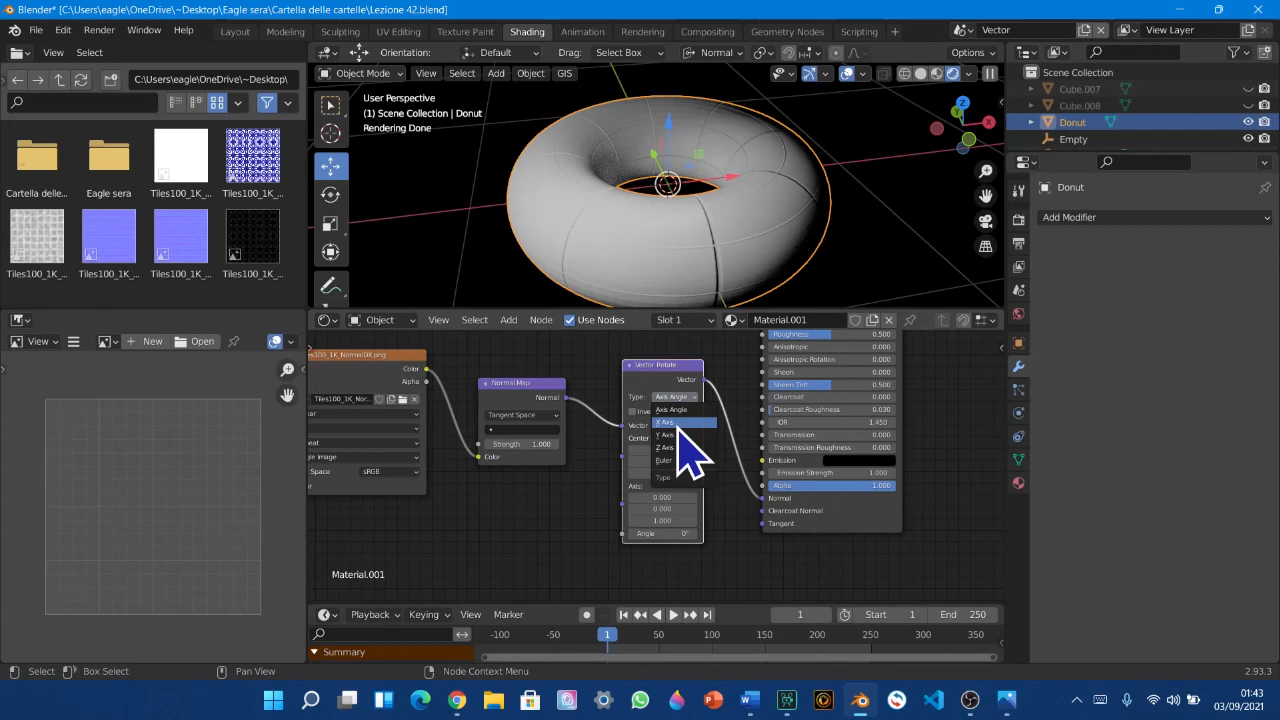 Blender* [C:\Users\eagle\OneDrive\~Desktop\Eagle sera\Cartella delle cartelle\Lezione 42.blend]
File Edit Render Window Help Layout Modeling Sculpting UV Editing Texture Paint Shading Animation Rendering Compositing Geometry Nodes Scripting + Vector View Layer
View Select Orientation: Default Drag: Select Box Normal Options
C:\Users\eagle\OneDrive\~Desktop\
Object Mode View Select Add Object GIS
User Perspective
(1) Scene Collection | Donut
Rendering Done
Scene Collection
Cube.007
Cube.008
Donut
Empty
Z
X
Donut
Add Modifier
Cartella delle...
Eagle sera
Tiles100_1K_...
Tiles100_1K_...
Tiles100_1K_...
Tiles100_1K_...
Tiles100_1K_...
Tiles100_1K_...
View New Open
Object View Select Add Node Use Nodes Slot 1 Material.001
les100_1K_NormalDX.png
Color
Alpha
Tiles100_1K_Nor...
ar
eat
gle Image
Space sRGB
Normal Map
Normal
Tangent Space
Strength 1.000
Color
Vector Rotate
Vector
Type: Axis Angle
Inve
Vector
Center:
Axis Angle
X Axis
Y Axis
Z Axis
Euler
Type
Axis:
0.000
0.000
1.000
Angle 0°
Roughness 0.500
Anisotropic 0.000
Anisotropic Rotation 0.000
Sheen 0.000
Sheen Tint 0.500
Clearcoat 0.000
Clearcoat Roughness 0.030
IOR 1.450
Transmission 0.000
Transmission Roughness 0.000
Emission
Emission Strength 1.000
Alpha 1.000
Normal
Clearcoat Normal
Tangent
Material.001
Playback Keying View Marker 1 Start 1 End 250
-100 -50 1 50 100 150 200 250 300 350
Summary
Select Box Select Pan View Node Context Menu 2.93.3
01:43
03/09/2021